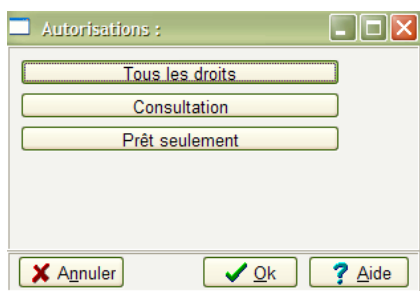 Autorisations :
Tous les droits
Consultation
Prêt seulement
Annuler Ok Aide